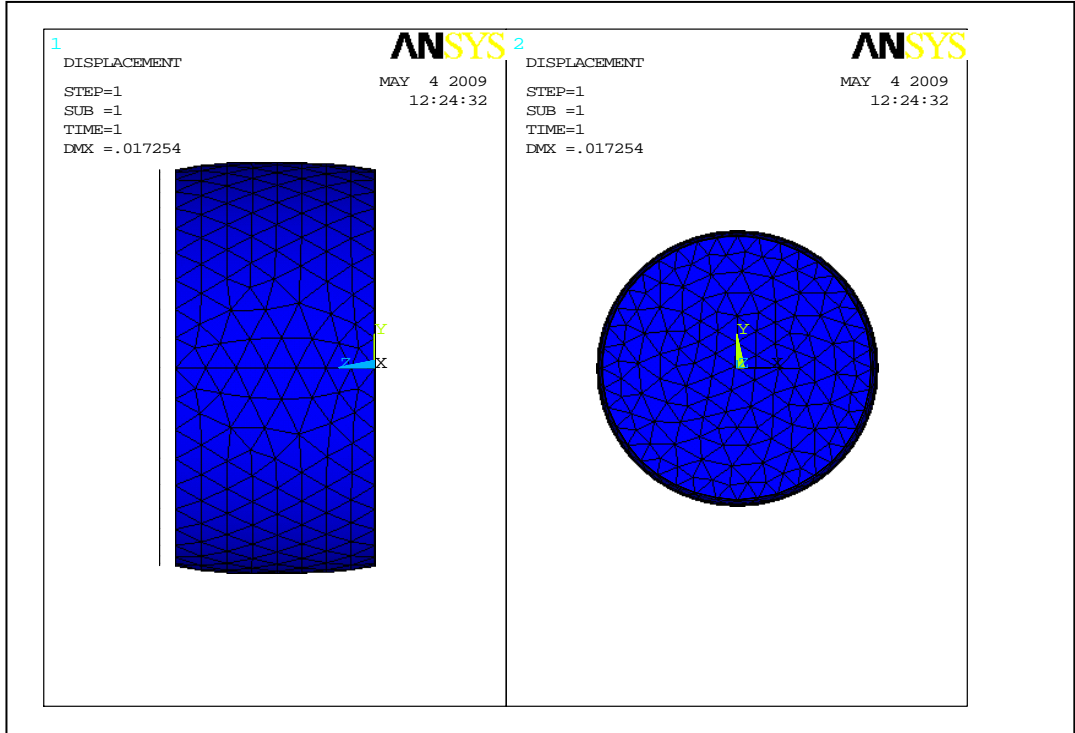 1
ANSYS
DISPLACEMENT
MAY 4 2009
12:24:32
STEP=1
SUB =1
TIME=1
DMX =.017254
Y
Z X
2
ANSYS
DISPLACEMENT
MAY 4 2009
12:24:32
STEP=1
SUB =1
TIME=1
DMX =.017254
Y
Z X